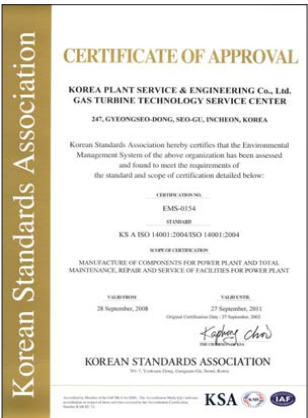 Korean Standards Association
CERTIFICATE OF APPROVAL
KOREA PLANT SERVICE & ENGINEERING Co., Ltd.
GAS TURBINE TECHNOLOGY SERVICE CENTER
247, GYEONGSEO-DONG, SEO-GU, INCHEON, KOREA
Korean Standards Association hereby certifies that the Environmental
Management System of the above organization has been assessed
and found to meet the requirements of
the standard and scope of certification detailed below:
CERTIFICATION NO.
EMS-0154
STANDARD
KS A ISO 14001:2004/ISO 14001:2004
SCOPE OF CERTIFICATION
MANUFACTURE OF COMPONENTS FOR POWER PLANT AND TOTAL
MAINTENANCE, REPAIR AND SERVICE OF FACILITIES FOR POWER PLANT
VALID FROM
VALID UNTIL
28 September, 2008
27 September, 2011
Original Certification Date : 27 September, 2002
KOREAN STANDARDS ASSOCIATION
KSA
IAF